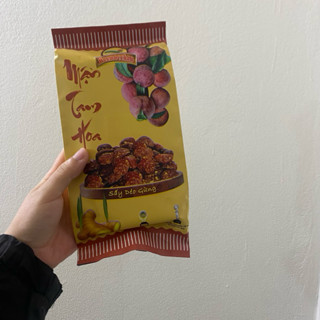 Mận
Tam
Hoa
Sấy Dẻo Gừng